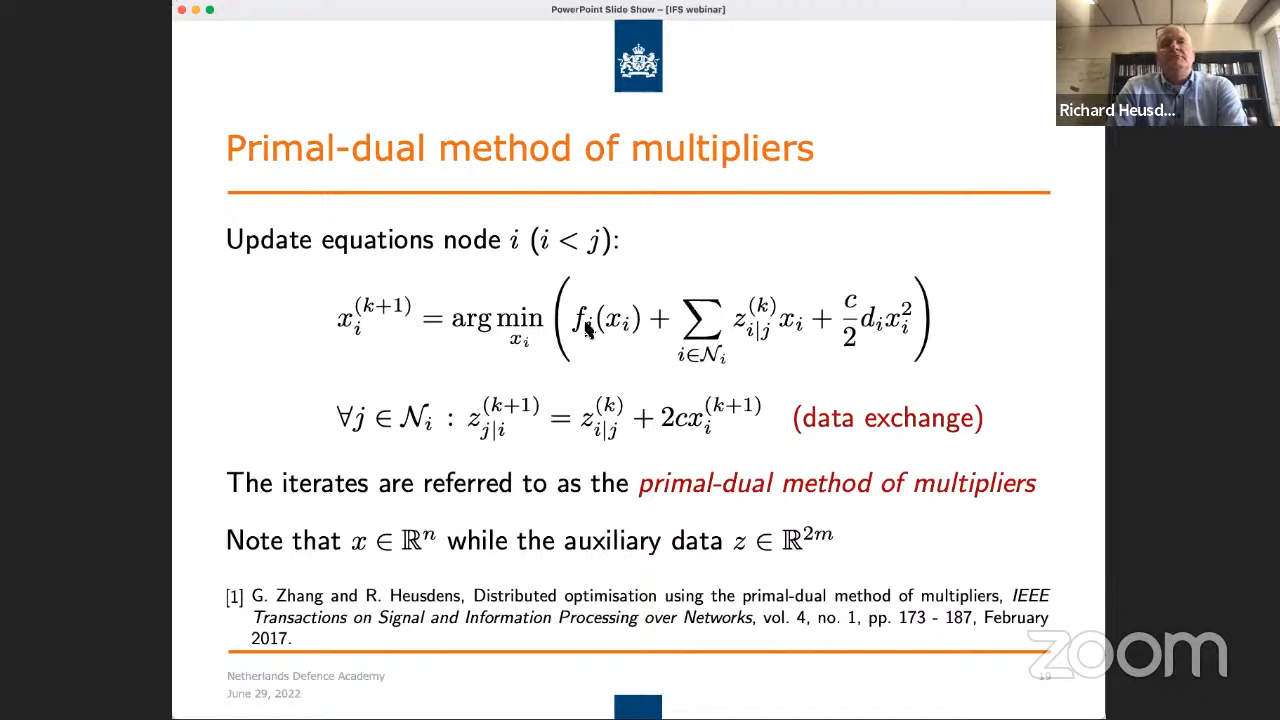 PowerPoint Slide Show – [IFS webinar]
Richard Heusd...
Primal-dual method of multipliers
Update equations node i (i < j):
x_i^{(k+1)} = arg min_{x_i} ( f_i(x_i) + ∑_{i∈𝒩_i} z_{i|j}^{(k)} x_i + \frac{c}{2} d_i x_i^2 )
∀j ∈ 𝒩_i : z_{j|i}^{(k+1)} = z_{i|j}^{(k)} + 2cx_i^{(k+1)} (data exchange)
The iterates are referred to as the primal-dual method of multipliers
Note that x ∈ ℝ^n while the auxiliary data z ∈ ℝ^{2m}
[1] G. Zhang and R. Heusdens, Distributed optimisation using the primal-dual method of multipliers, IEEE
Transactions on Signal and Information Processing over Networks, vol. 4, no. 1, pp. 173 - 187, February
2017.
zoom
Netherlands Defence Academy
19
June 29, 2022